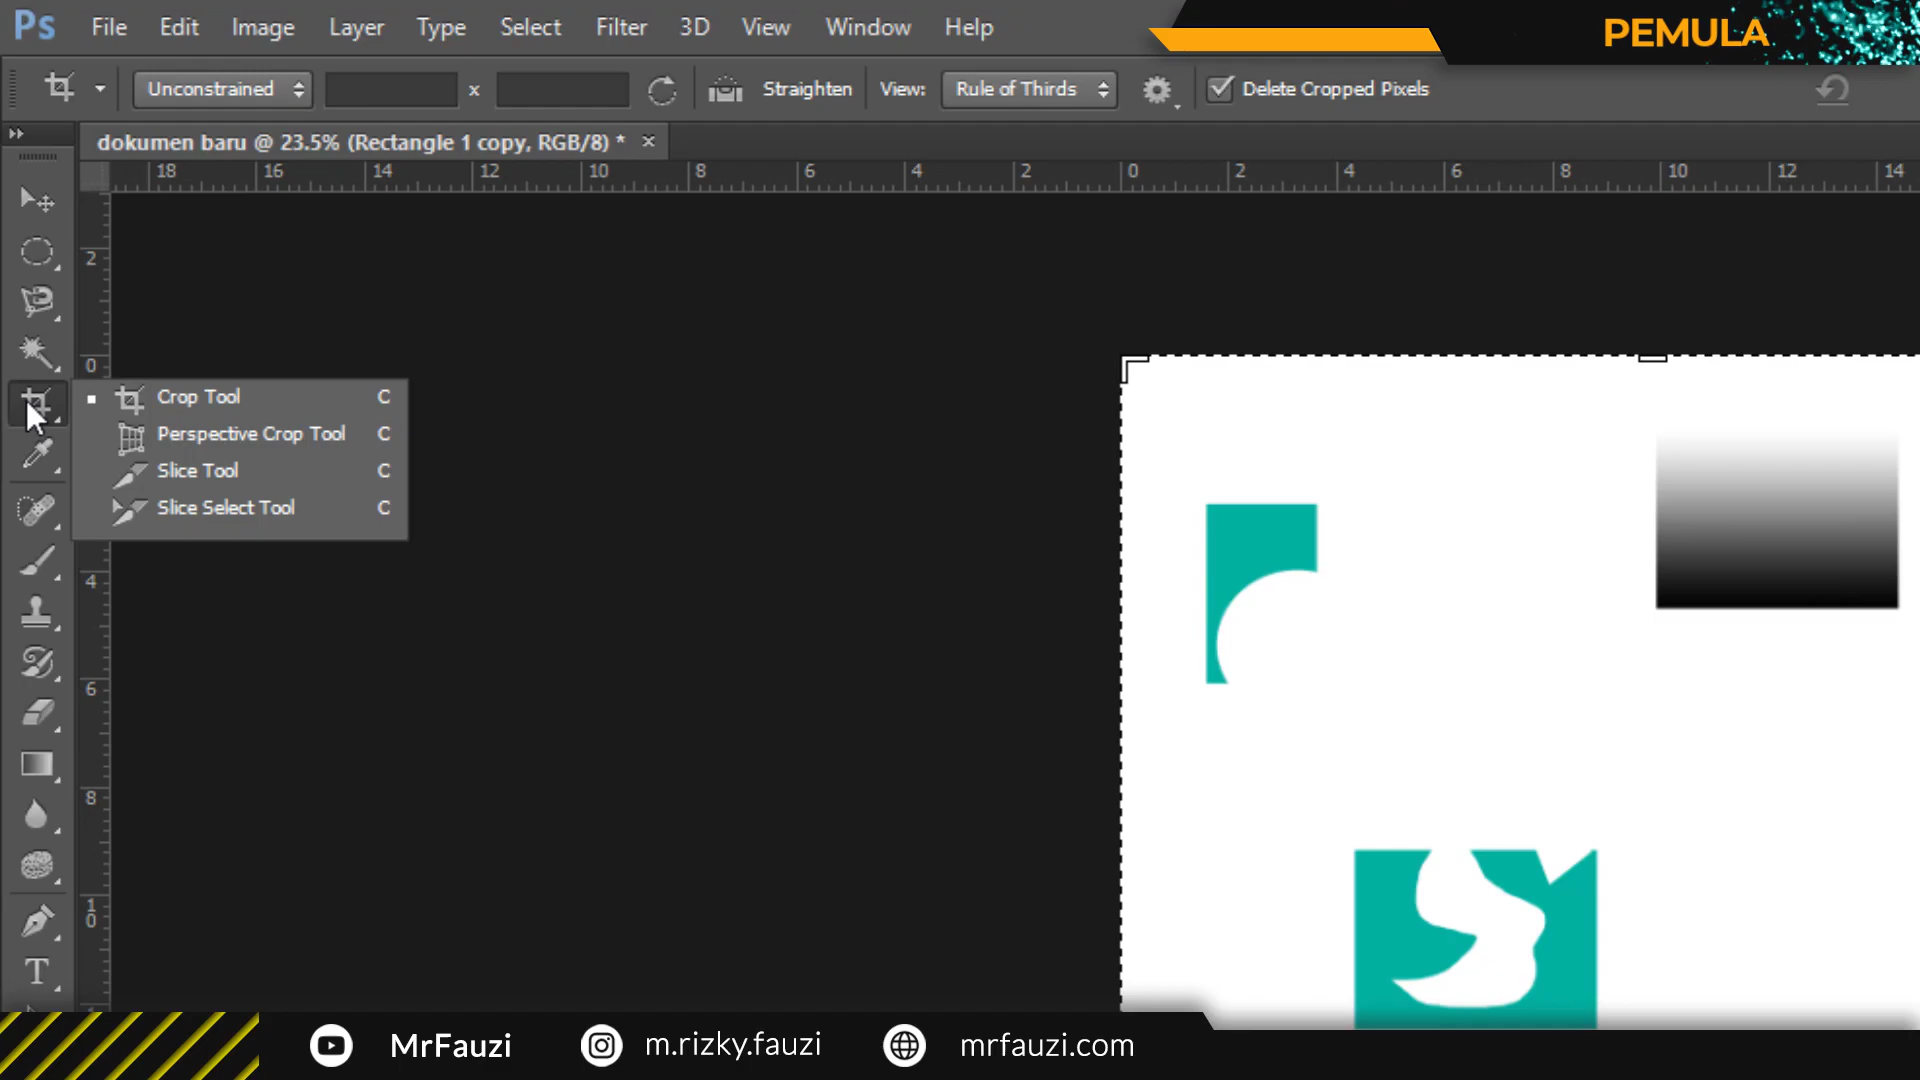 Ps File Edit Image Layer Type Select Filter 3D View Window Help
PEMULA
Unconstrained x Straighten View: Rule of Thirds Delete Cropped Pixels
dokumen baru @ 23.5% (Rectangle 1 copy, RGB/8) * ×
18 16 14 12 10 8 6 4 2 0 2 4 6 8 10 12 14
2
0
Crop Tool C
Perspective Crop Tool C
Slice Tool C
Slice Select Tool C
4
6
8
10
T
MrFauzi m.rizky.fauzi mrfauzi.com